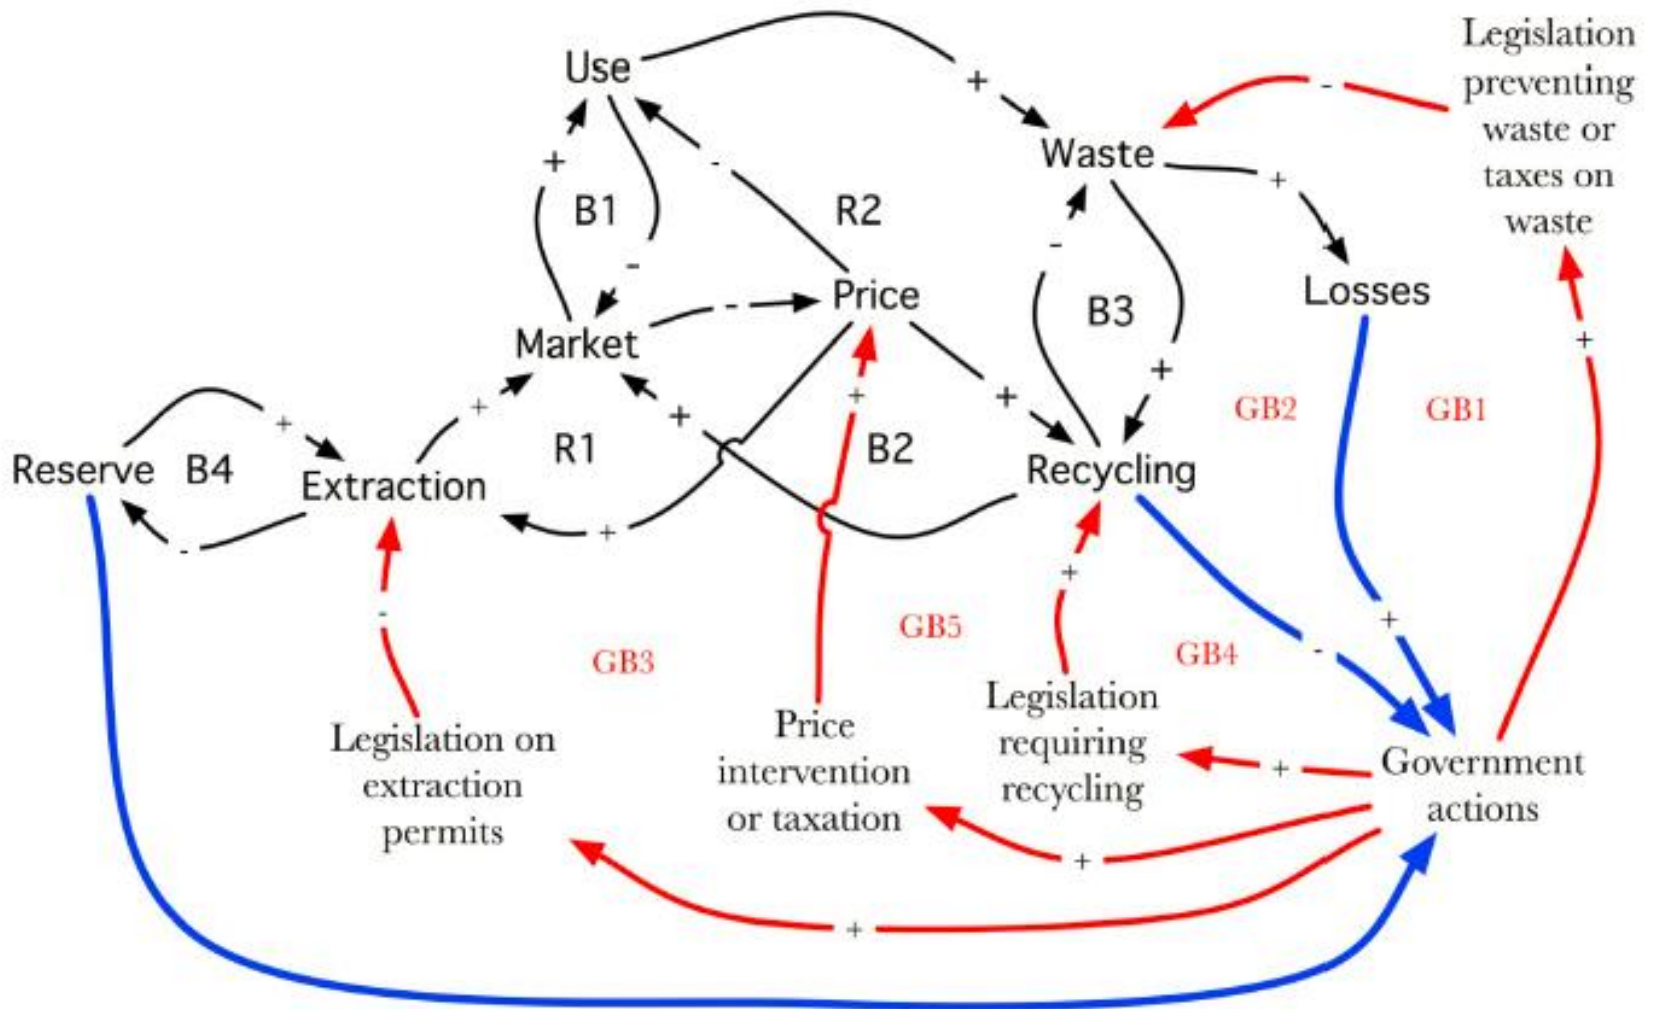 Legislation
preventing
waste or
taxes on
waste
Use
+
-
Waste
+
-
+
B1
R2
-
-
B3
Losses
Price
-
+
Market
+
+
+
+
+
GB2
GB1
+
R1
B2
Reserve
B4
Extraction
Recycling
-
+
+
-
GB5
+
GB3
GB4
-
Legislation on
extraction
permits
Price
intervention
or taxation
Legislation
requiring
recycling
+
Government
actions
+
+